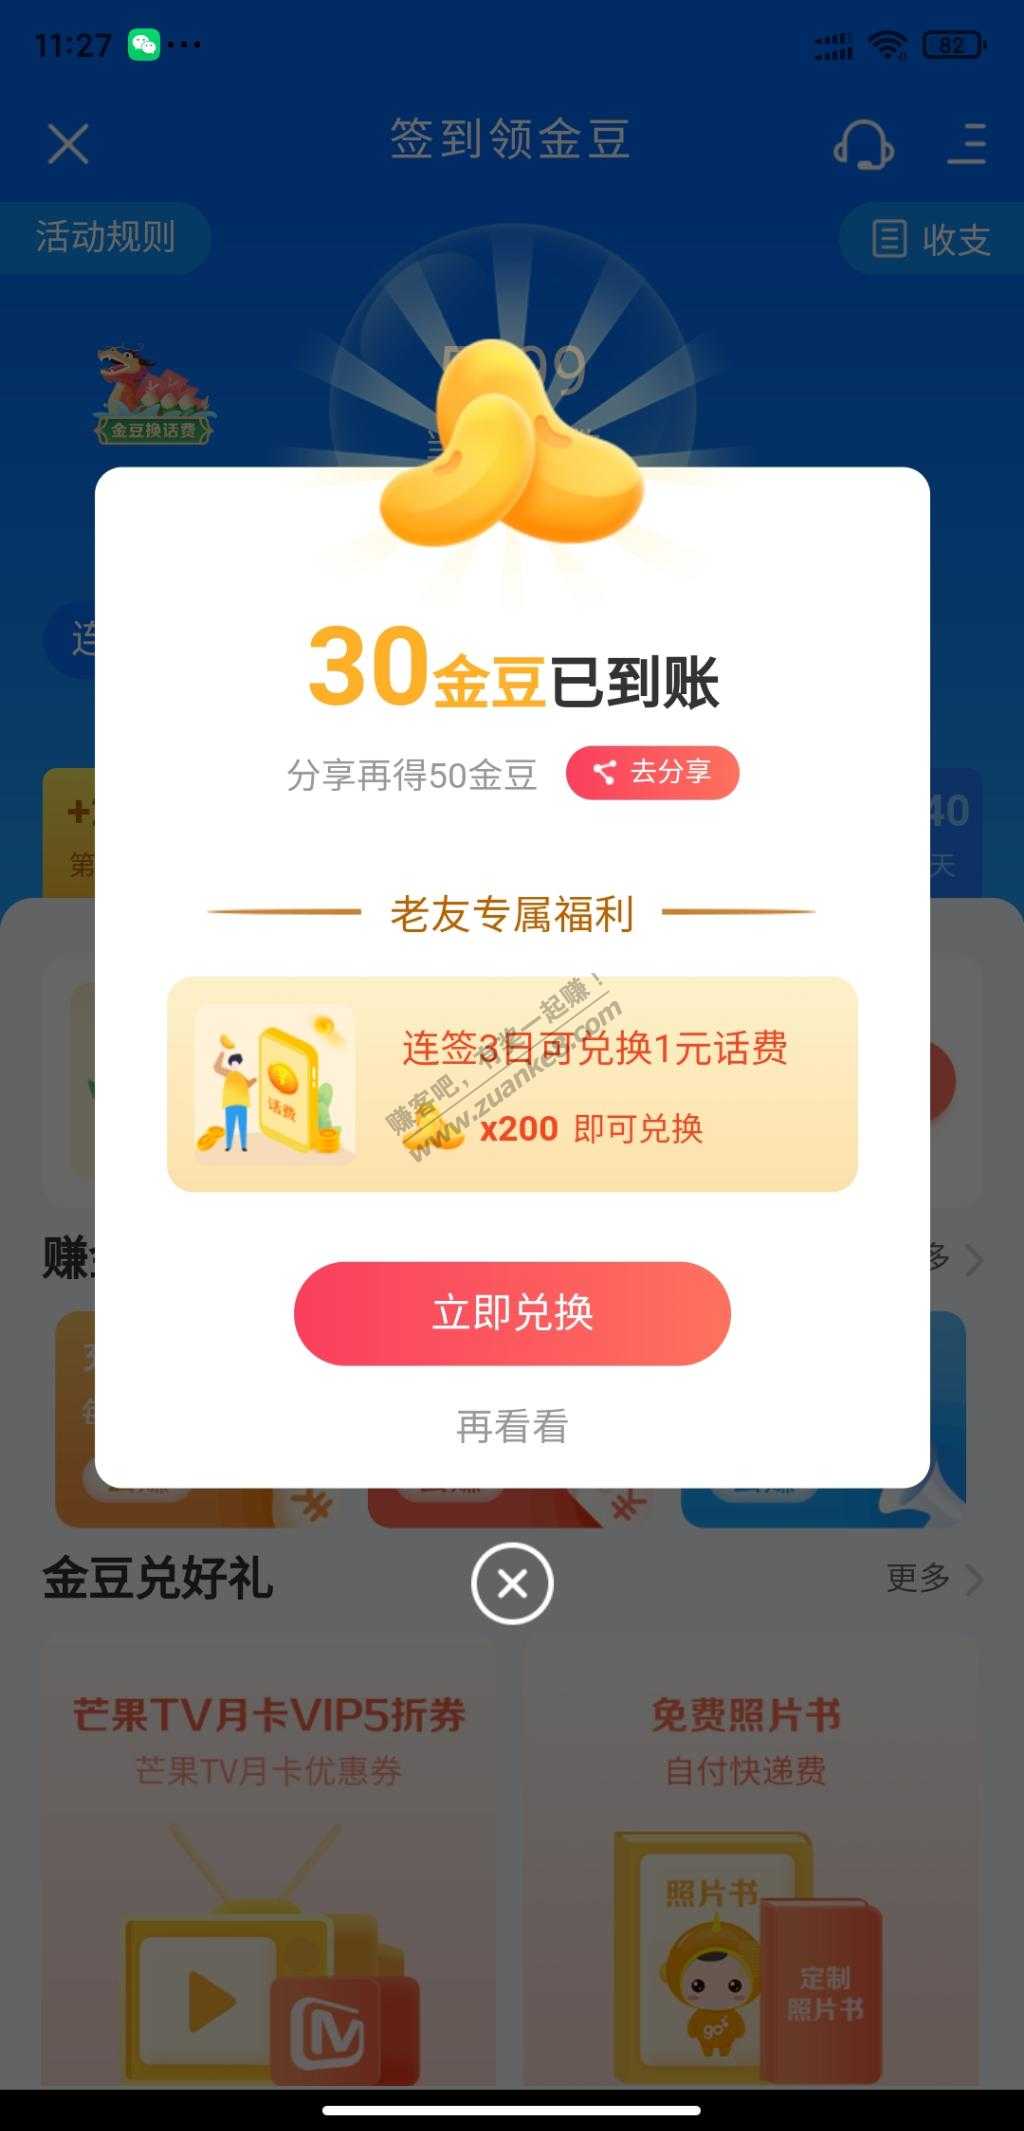 11:27
82
签到领金豆
活动规则
收支
金豆换话费
30金豆已到账
分享再得50金豆
去分享
40
天
第
老友专属福利
话费
连签3日可兑换1元话费
x200 即可兑换
赚客吧，有奖一起赚！
www.zuanke8.com
立即兑换
再看看
金豆兑好礼
更多
芒果TV月卡VIP5折券
芒果TV月卡优惠券
免费照片书
自付快递费
照片书
定制
照片书
go